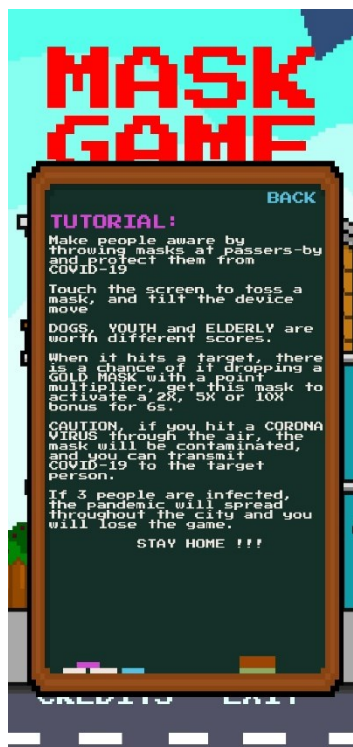 MASK
GAME
BACK
TUTORIAL:
Make people aware by
throwing masks at passers-by
and protect them from
COVID-19
Touch the screen to toss a
mask, and tilt the device
move
DOGS, YOUTH and ELDERLY are
worth different scores.
When it hits a target, there
is a chance of it dropping a
GOLD MASK with a point
multiplier, get this mask to
activate a 2X, 5X or 10X
bonus for 6s.
CAUTION, if you hit a CORONA
VIRUS through the air, the
mask will be contaminated,
and you can transmit
COVID-19 to the target
person.
If 3 people are infected,
the pandemic will spread
throughout the city and you
will lose the game.
STAY HOME !!!
CREDITS EXIT